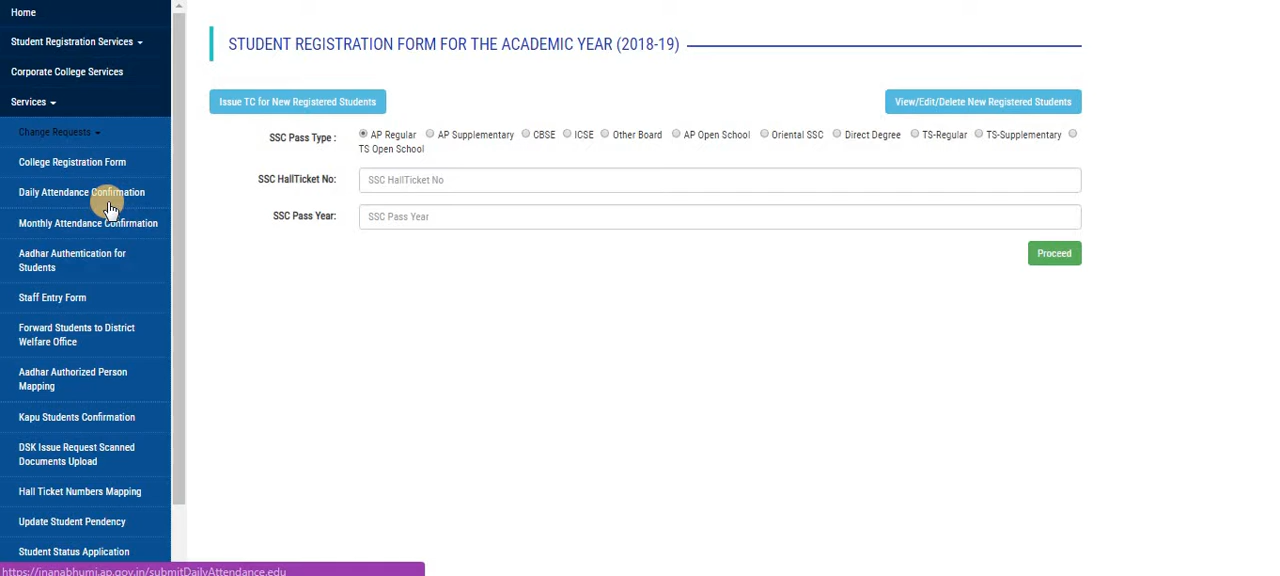 Home
Student Registration Services
Corporate College Services
Services
Change Requests
College Registration Form
Daily Attendance Confirmation
Monthly Attendance Confirmation
Aadhar Authentication for
Students
Staff Entry Form
Forward Students to District
Welfare Office
Aadhar Authorized Person
Mapping
Kapu Students Confirmation
DSK Issue Request Scanned
Documents Upload
Hall Ticket Numbers Mapping
Update Student Pendency
Student Status Application
STUDENT REGISTRATION FORM FOR THE ACADEMIC YEAR (2018-19)
Issue TC for New Registered Students
View/Edit/Delete New Registered Students
SSC Pass Type : AP Regular AP Supplementary CBSE ICSE Other Board AP Open School Oriental SSC Direct Degree TS-Regular TS-Supplementary
TS Open School
SSC HallTicket No: SSC HallTicket No
SSC Pass Year: SSC Pass Year
Proceed
https://jnanabhumi.ap.gov.in/submitDailyAttendance.edu